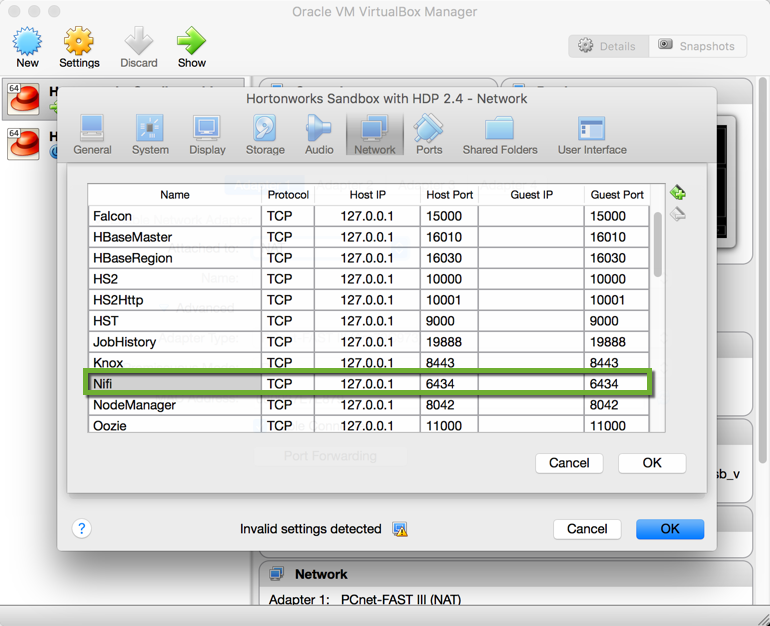 Oracle VM VirtualBox Manager
New Settings Discard Show Details Snapshots
Hortonworks Sandbox with HDP 2.4 - Network
General System Display Storage Audio Network Ports Shared Folders User Interface
Name Protocol Host IP Host Port Guest IP Guest Port
Falcon TCP 127.0.0.1 15000 15000
HBaseMaster TCP 127.0.0.1 16010 16010
HBaseRegion TCP 127.0.0.1 16030 16030
HS2 TCP 127.0.0.1 10000 10000
HS2Http TCP 127.0.0.1 10001 10001
HST TCP 127.0.0.1 9000 9000
JobHistory TCP 127.0.0.1 19888 19888
Knox TCP 127.0.0.1 8443 8443
Nifi TCP 127.0.0.1 6434 6434
NodeManager TCP 127.0.0.1 8042 8042
Oozie TCP 127.0.0.1 11000 11000
Port Forwarding
Cancel OK
sb_v
? Invalid settings detected Cancel OK
Network
Adapter 1: PCnet-FAST III (NAT)